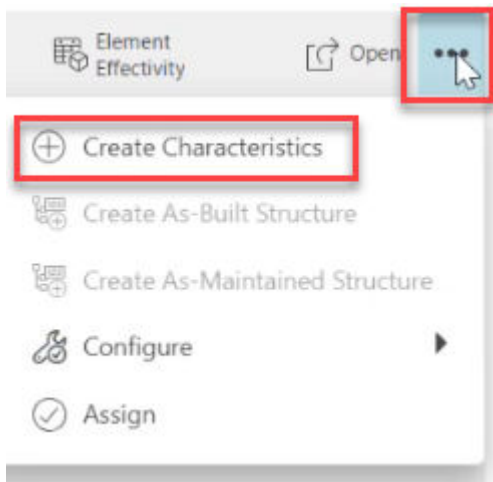 Element
Effectivity
Open
Create Characteristics
Create As-Built Structure
Create As-Maintained Structure
Configure
Assign